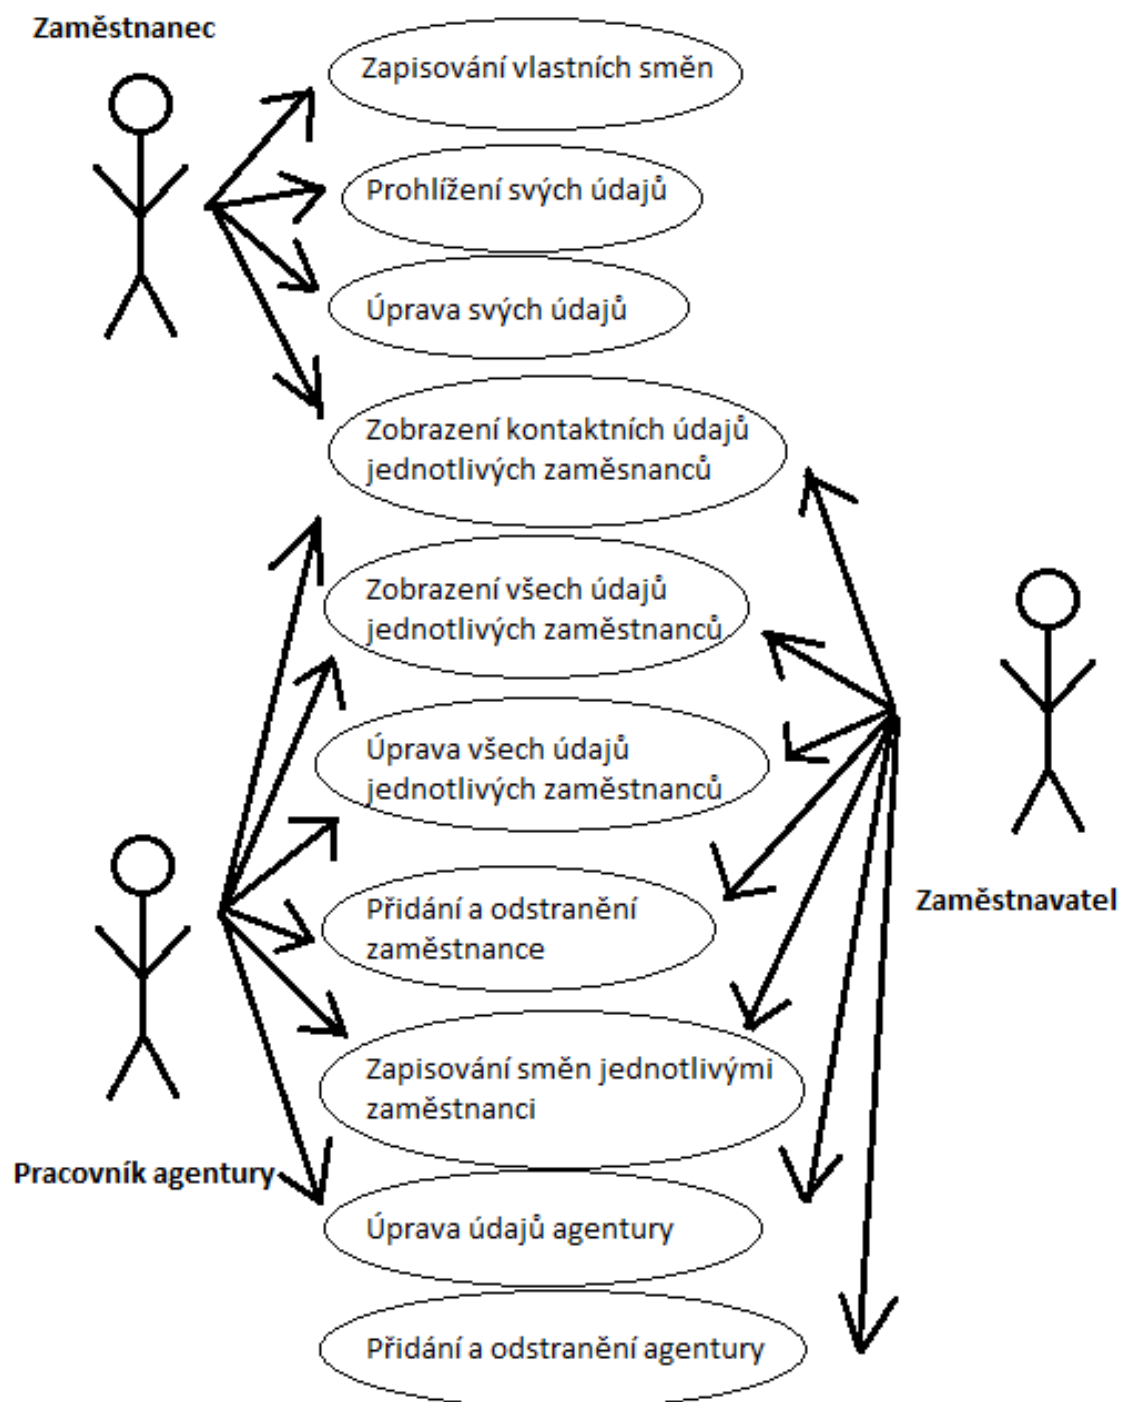 Zaměstnanec
Zapisování vlastních směn
Prohlížení svých údajů
Úprava svých údajů
Zobrazení kontaktních údajů
jednotlivých zaměsnanců
Zobrazení všech údajů
jednotlivých zaměstnanců
Úprava všech údajů
jednotlivých zaměstnanců
Zaměstnavatel
Přidání a odstranění
zaměstnance
Zapisování směn jednotlivými
zaměstnanci
Pracovník agentury
Úprava údajů agentury
Přidání a odstranění agentury